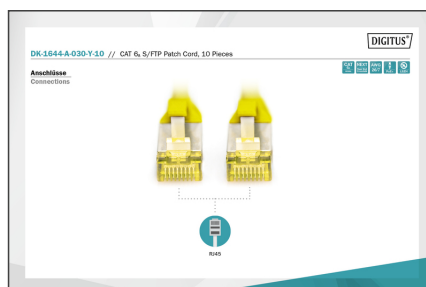 DIGITUS®
DK-1644-A-030-Y-10 // CAT 6A S/FTP Patch Cord, 10 Pieces
Anschlüsse
Connections
RJ45